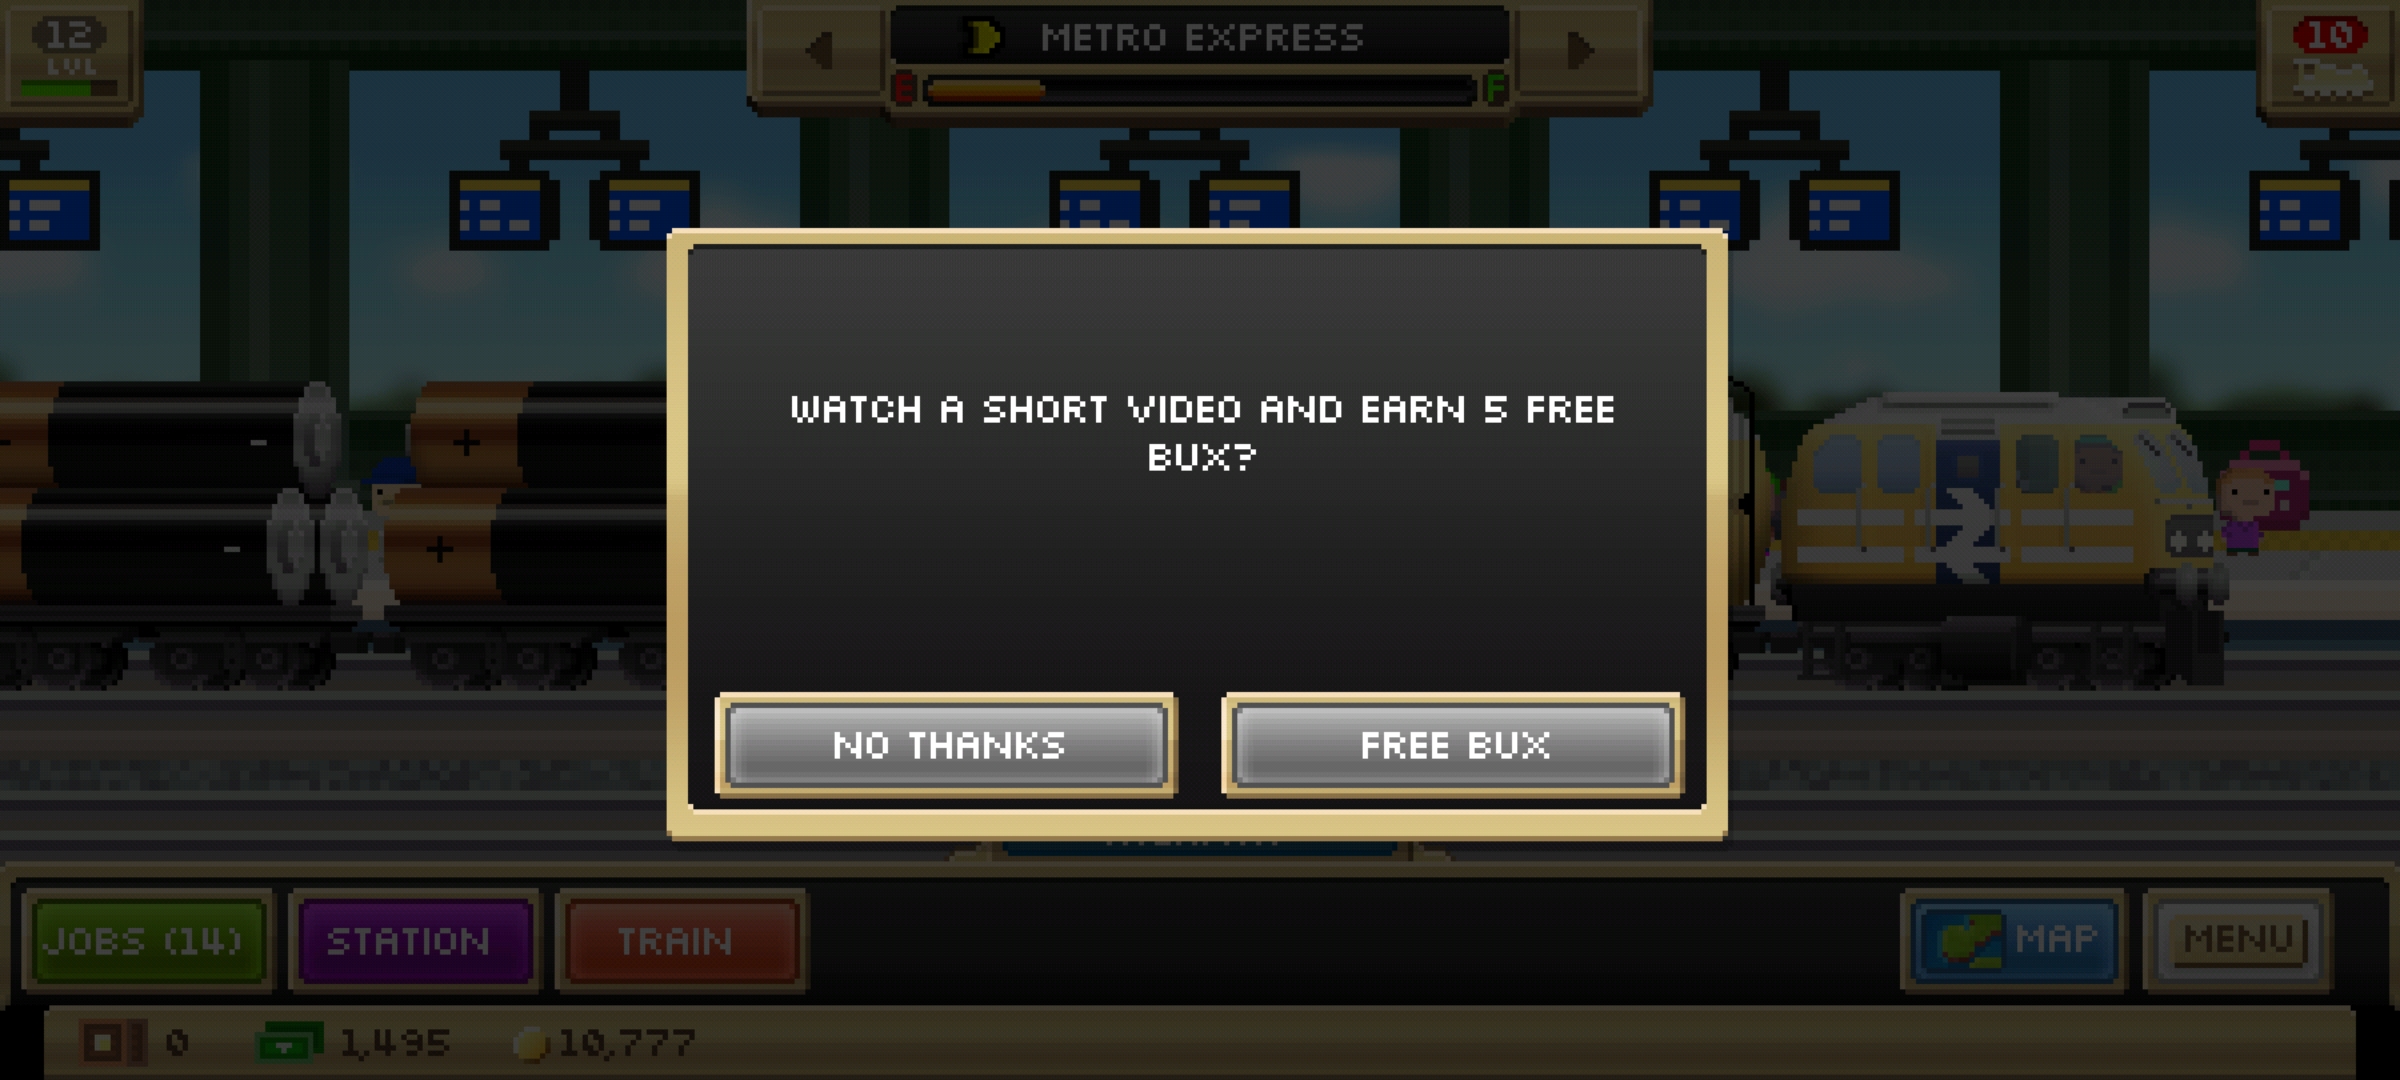 12
LVL
METRO EXPRESS
E
F
10
WATCH A SHORT VIDEO AND EARN 5 FREE
BUX?
NO THANKS
FREE BUX
JOBS (14)
STATION
TRAIN
MAP
MENU
0
1,495
10,777